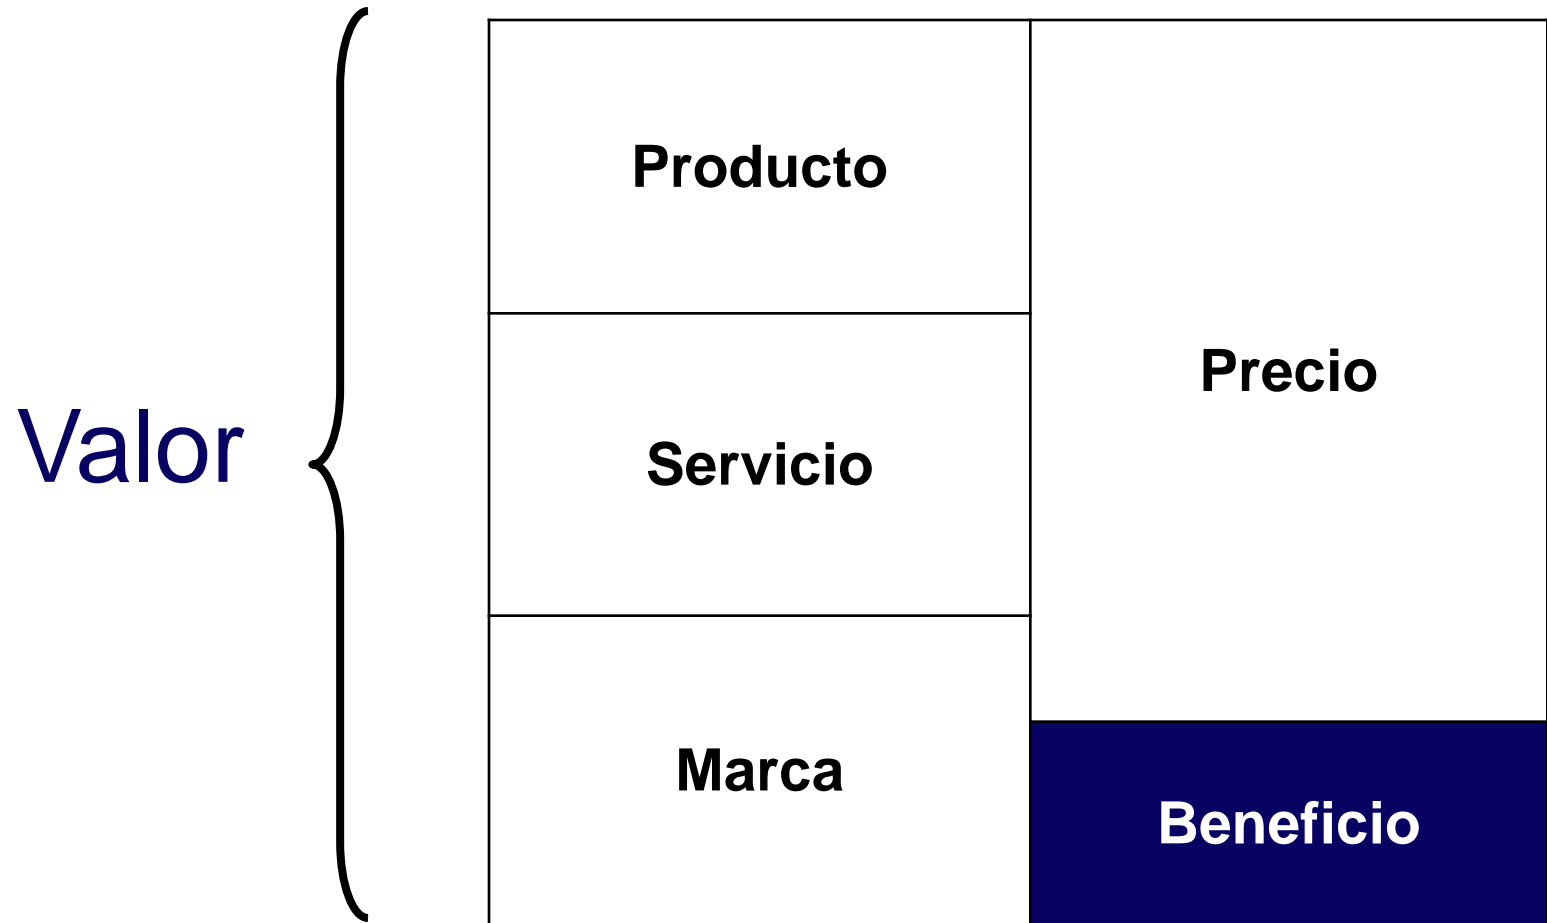 Valor
Producto
Servicio
Marca
Precio
Beneficio